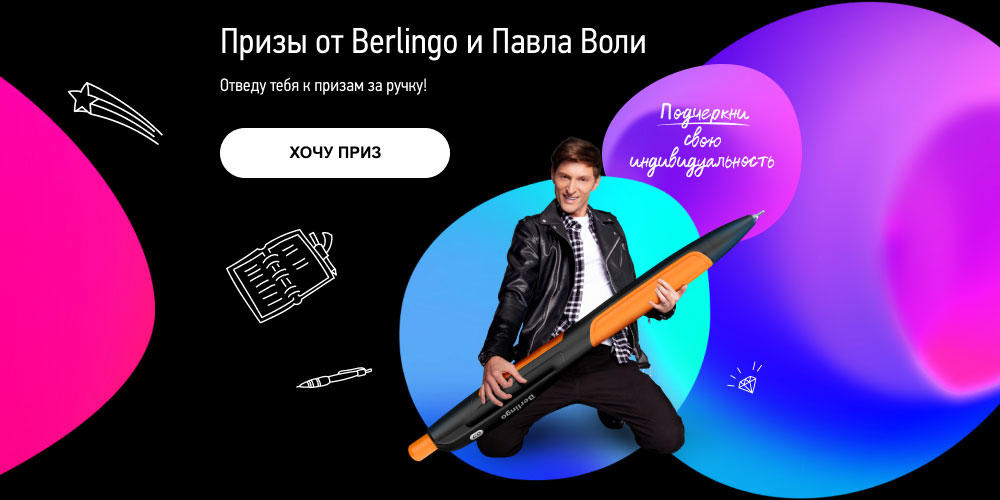 Призы от Berlingo и Павла Воли
Отведу тебя к призам за ручку!
ХОЧУ ПРИЗ
Подчеркни
свою
индивидуальность
Berlingo